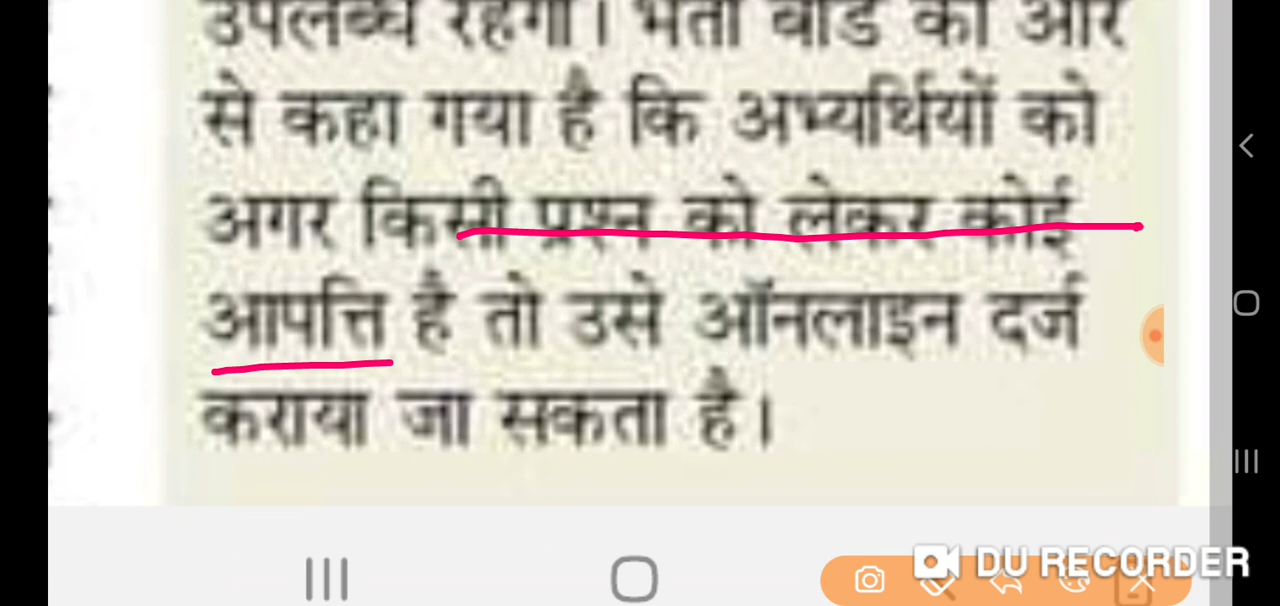 उपलब्ध रहेगी। भर्ती बोर्ड की ओर
से कहा गया है कि अभ्यर्थियों को
अगर किसी प्रश्न को लेकर कोई
आपत्ति है तो उसे ऑनलाइन दर्ज
कराया जा सकता है।
DU RECORDER